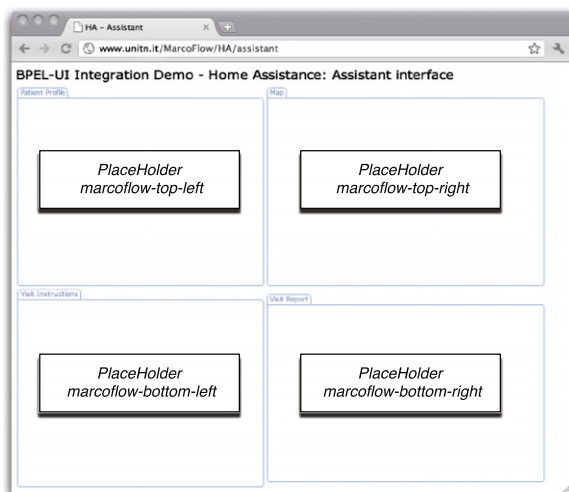 HA - Assistant
www.unitn.it/MarcoFlow/HA/assistant
BPEL-UI Integration Demo - Home Assistance: Assistant interface
Patient Profile
Map
PlaceHolder
marcoflow-top-left
PlaceHolder
marcoflow-top-right
Visit Instructions
Visit Report
PlaceHolder
marcoflow-bottom-left
PlaceHolder
marcoflow-bottom-right